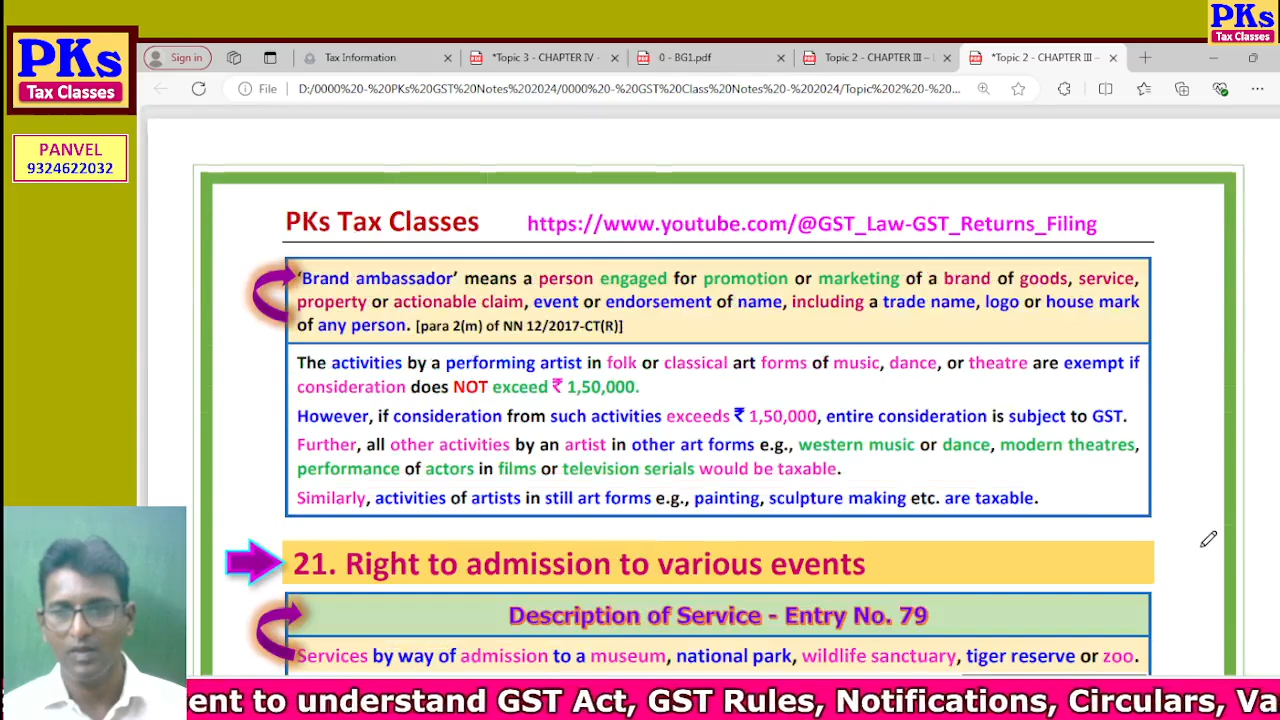 PKs
Tax Classes
PKs
Tax Classes
PANVEL
9324622032
Sign in
Tax Information
*Topic 3 - CHAPTER IV -
0 - BG1.pdf
Topic 2 - CHAPTER III – L
*Topic 2 - CHAPTER III –
File
D:/0000%20-%20PKs%20GST%20Notes%202024/0000%20-%20GST%20Class%20Notes%20-%202024/Topic%202%20-%20...
PKs Tax Classes https://www.youtube.com/@GST_Law-GST_Returns_Filing
‘Brand ambassador’ means a person engaged for promotion or marketing of a brand of goods, service,
property or actionable claim, event or endorsement of name, including a trade name, logo or house mark
of any person. [para 2(m) of NN 12/2017-CT(R)]
The activities by a performing artist in folk or classical art forms of music, dance, or theatre are exempt if
consideration does NOT exceed ₹ 1,50,000.
However, if consideration from such activities exceeds ₹ 1,50,000, entire consideration is subject to GST.
Further, all other activities by an artist in other art forms e.g., western music or dance, modern theatres,
performance of actors in films or television serials would be taxable.
Similarly, activities of artists in still art forms e.g., painting, sculpture making etc. are taxable.
21. Right to admission to various events
Description of Service - Entry No. 79
Services by way of admission to a museum, national park, wildlife sanctuary, tiger reserve or zoo.
ent to understand GST Act, GST Rules, Notifications, Circulars, Va